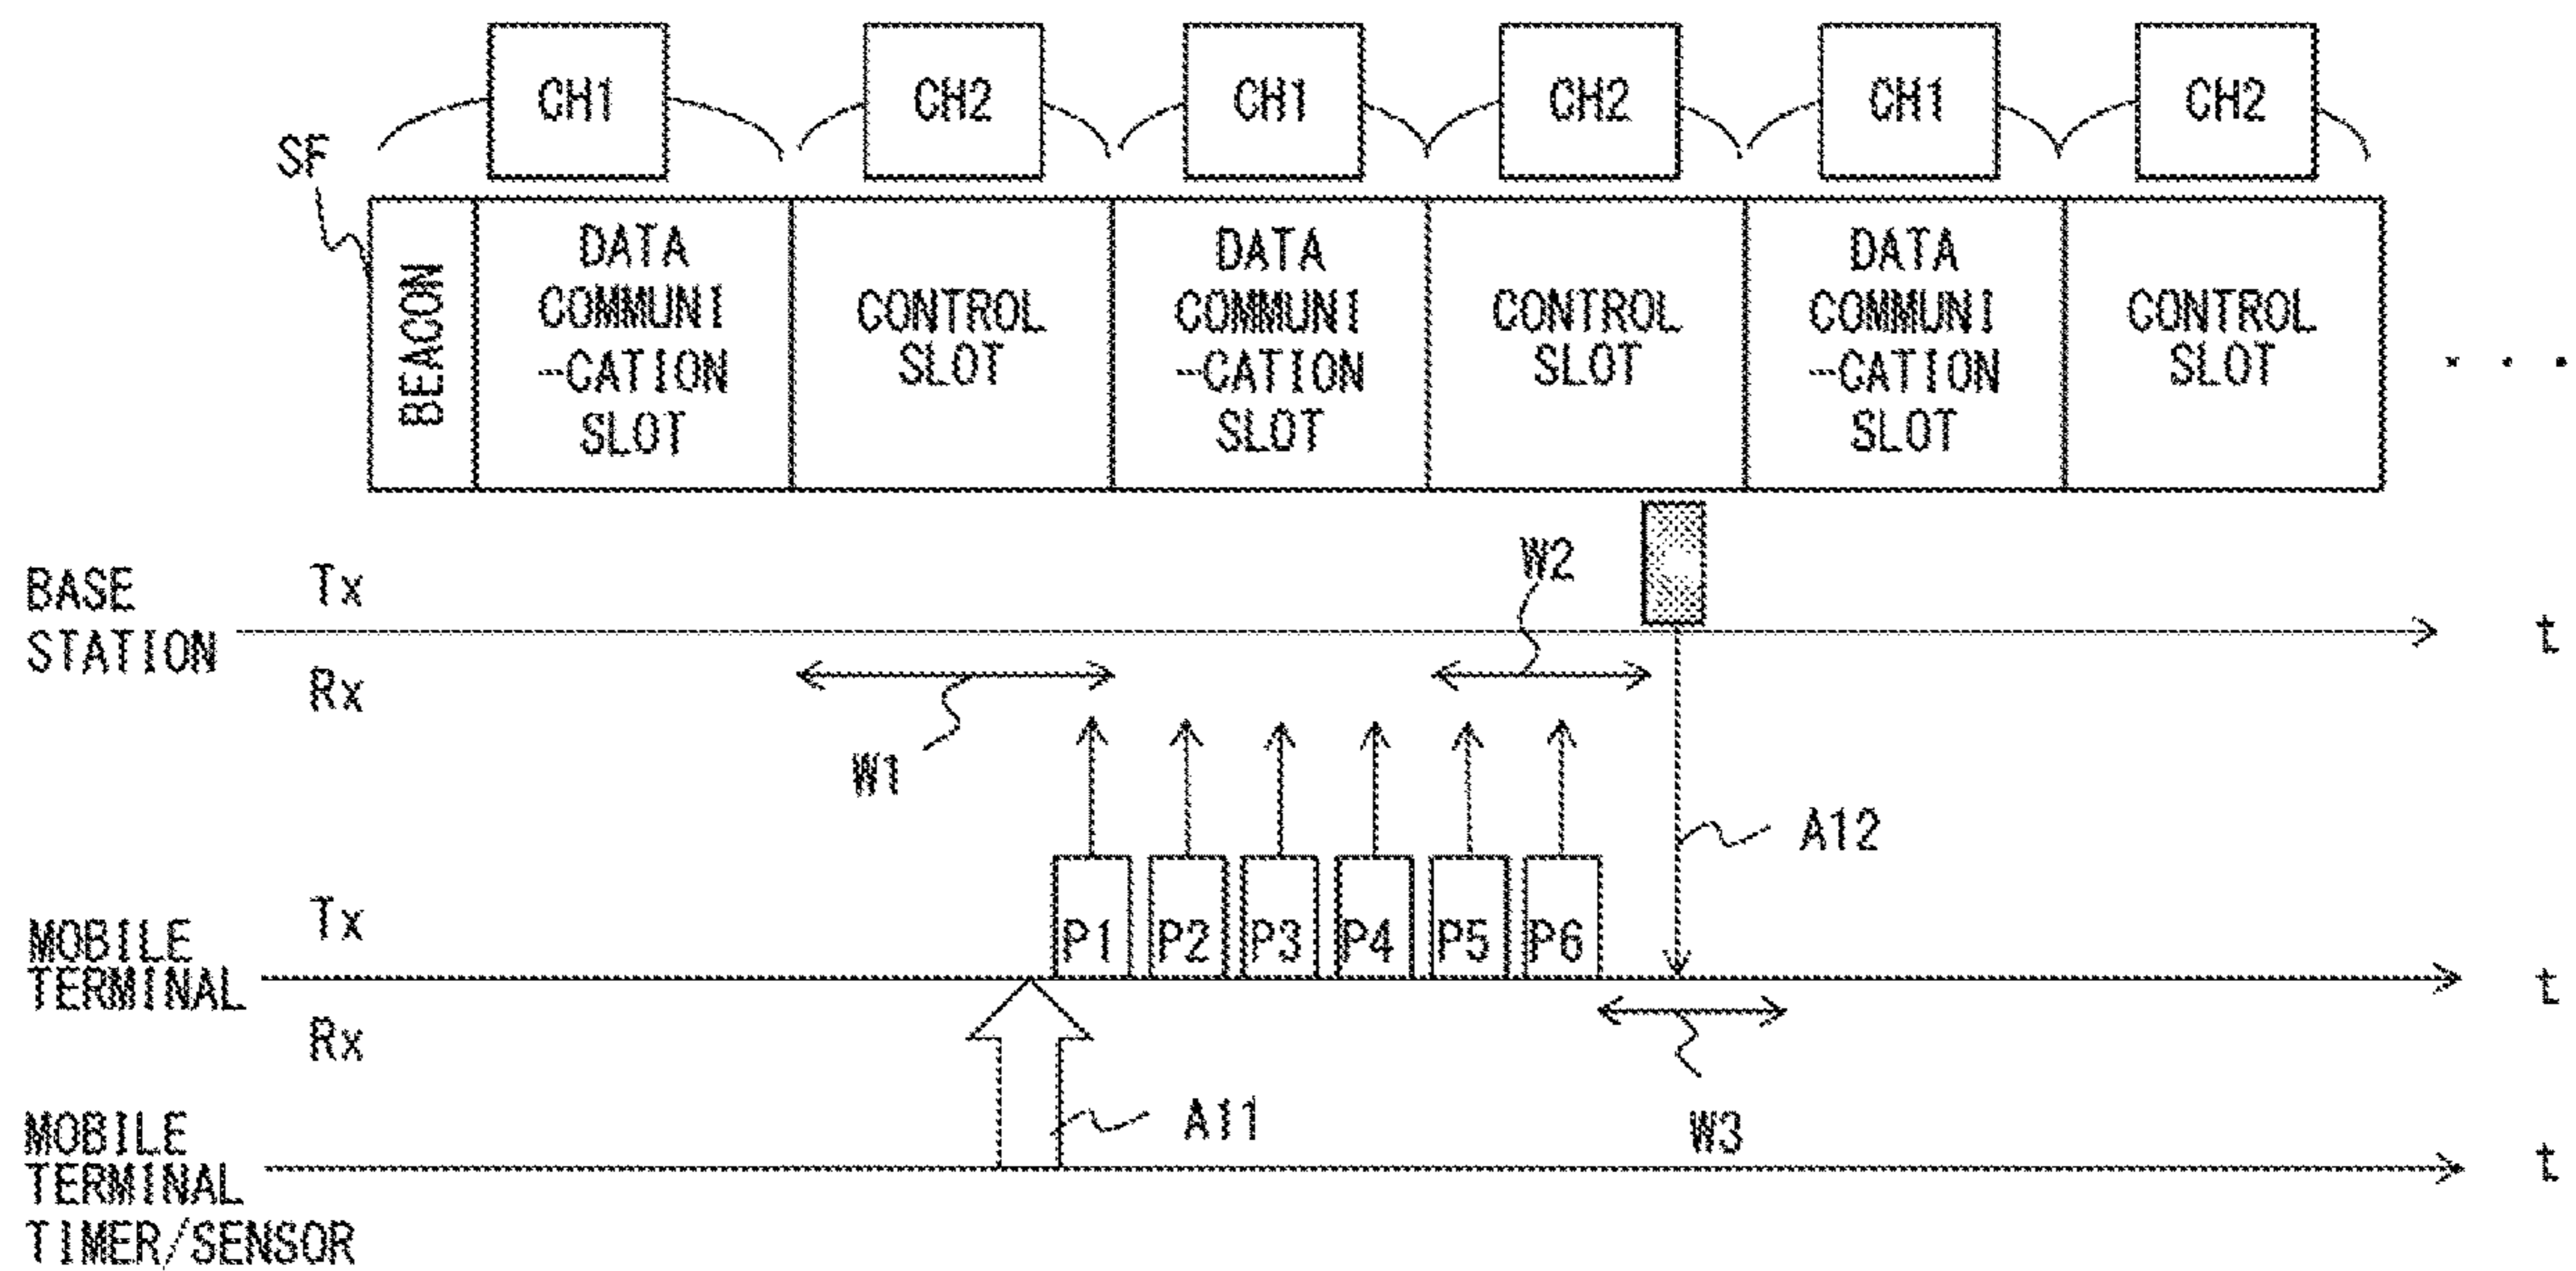 CH1 CH2 CH1 CH2 CH1 CH2
SF
BEACON
DATA
COMMUNI
-CATION
SLOT
CONTROL
SLOT
DATA
COMMUNI
-CATION
SLOT
CONTROL
SLOT
DATA
COMMUNI
-CATION
SLOT
CONTROL
SLOT
. . .
BASE
STATION
Tx
Rx
W2
t
W1
A12
MOBILE
TERMINAL
Tx
Rx
P1 P2 P3 P4 P5 P6
t
A11
W3
MOBILE
TERMINAL
TIMER/SENSOR
t